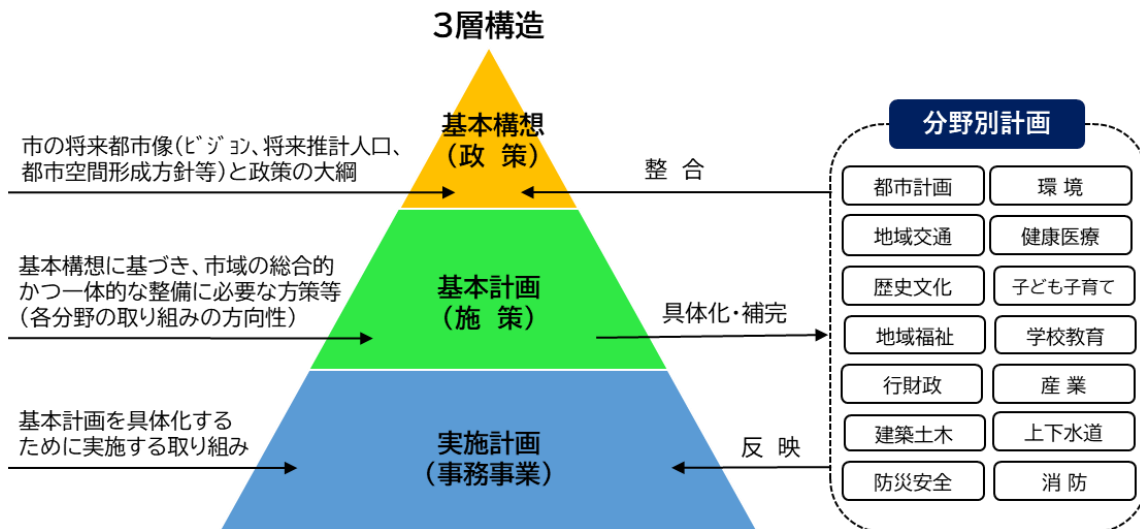 3層構造
市の将来都市像(ビジョン、将来推計人口、
都市空間形成方針等)と政策の大綱
基本構想
(政 策)
整 合
基本構想に基づき、市域の総合的
かつ一体的な整備に必要な方策等
(各分野の取り組みの方向性)
基本計画
(施 策)
具体化・補完
基本計画を具体化する
ために実施する取り組み
実施計画
(事務事業)
反 映
分野別計画
都市計画
環 境
地域交通
健康医療
歴史文化
子ども子育て
地域福祉
学校教育
行財政
産 業
建築土木
上下水道
防災安全
消 防